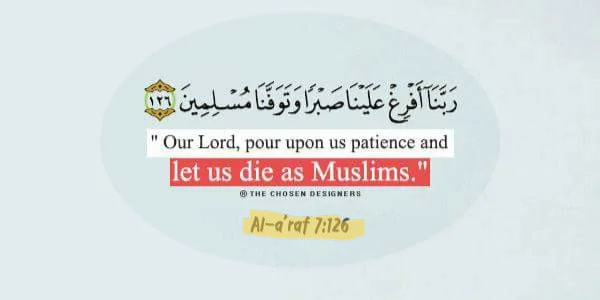 رَبَّنَآ أَفْرِغْ عَلَيْنَا صَبْرًا وَتَوَفَّنَا مُسْلِمِينَ ١٢٦
" Our Lord, pour upon us patience and
let us die as Muslims."
® THE CHOSEN DESIGNERS
Al-a'raf 7:126